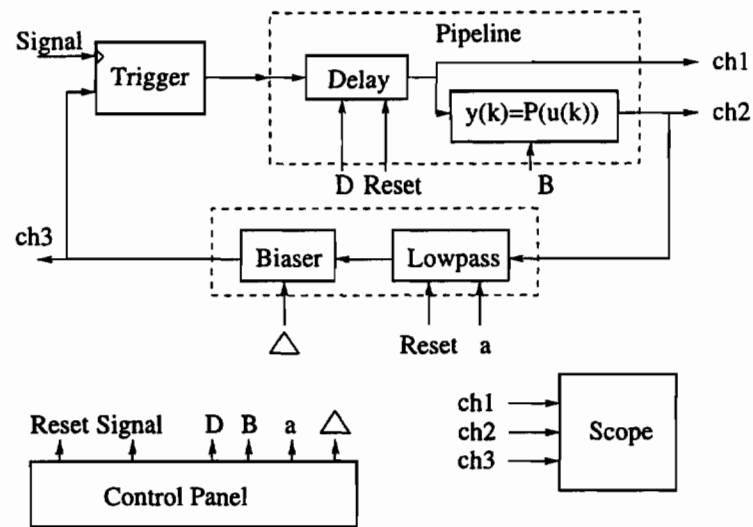 Signal
Pipeline
Trigger
Delay
ch1
y(k)=P(u(k))
ch2
D Reset
B
ch3
Biaser
Lowpass
△
Reset a
Reset Signal D B a △
Control Panel
ch1
ch2
ch3
Scope